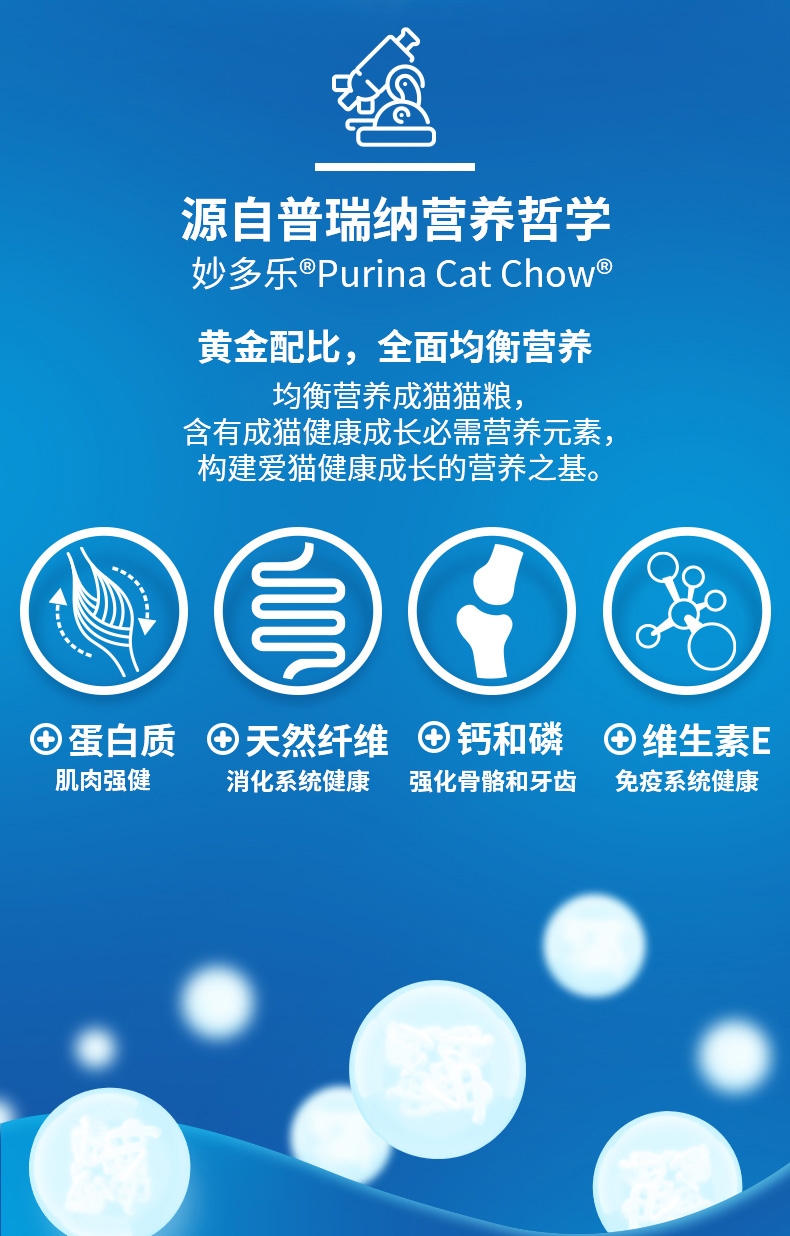 源自普瑞纳营养哲学
妙多乐®Purina Cat Chow®
黄金配比，全面均衡营养
均衡营养成猫猫粮，
含有成猫健康成长必需营养元素，
构建爱猫健康成长的营养之基。
蛋白质
肌肉强健
天然纤维
消化系统健康
钙和磷
强化骨骼和牙齿
维生素E
免疫系统健康